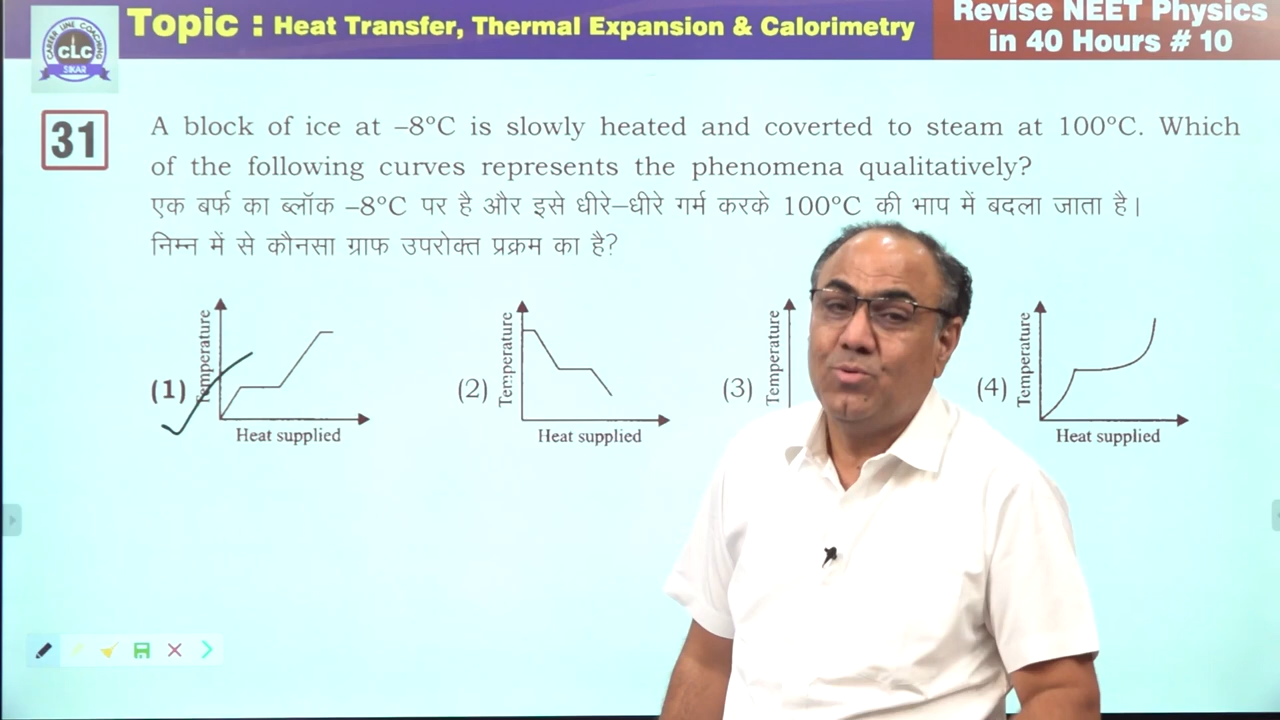 Topic : Heat Transfer, Thermal Expansion & Calorimetry
Revise NEET Physics
in 40 Hours # 10
CAREER LINE COACHING
CLC
SIKAR
31
A block of ice at –8°C is slowly heated and coverted to steam at 100°C. Which
of the following curves represents the phenomena qualitatively?
एक बर्फ का ब्लॉक –8°C पर है और इसे धीरे–धीरे गर्म करके 100°C की भाप में बदला जाता है।
निम्न में से कौनसा ग्राफ उपरोक्त प्रक्रम का है?
(1)
Temperature
Heat supplied
(2)
Temperature
Heat supplied
(3)
Temperature
(4)
Temperature
Heat supplied